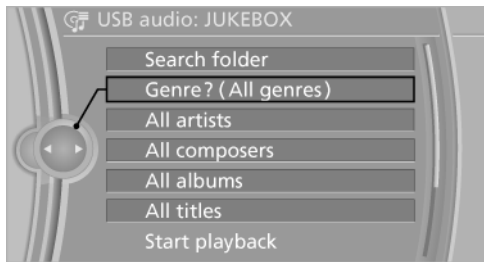 USB audio: JUKEBOX
Search folder
Genre? (All genres)
All artists
All composers
All albums
All titles
Start playback